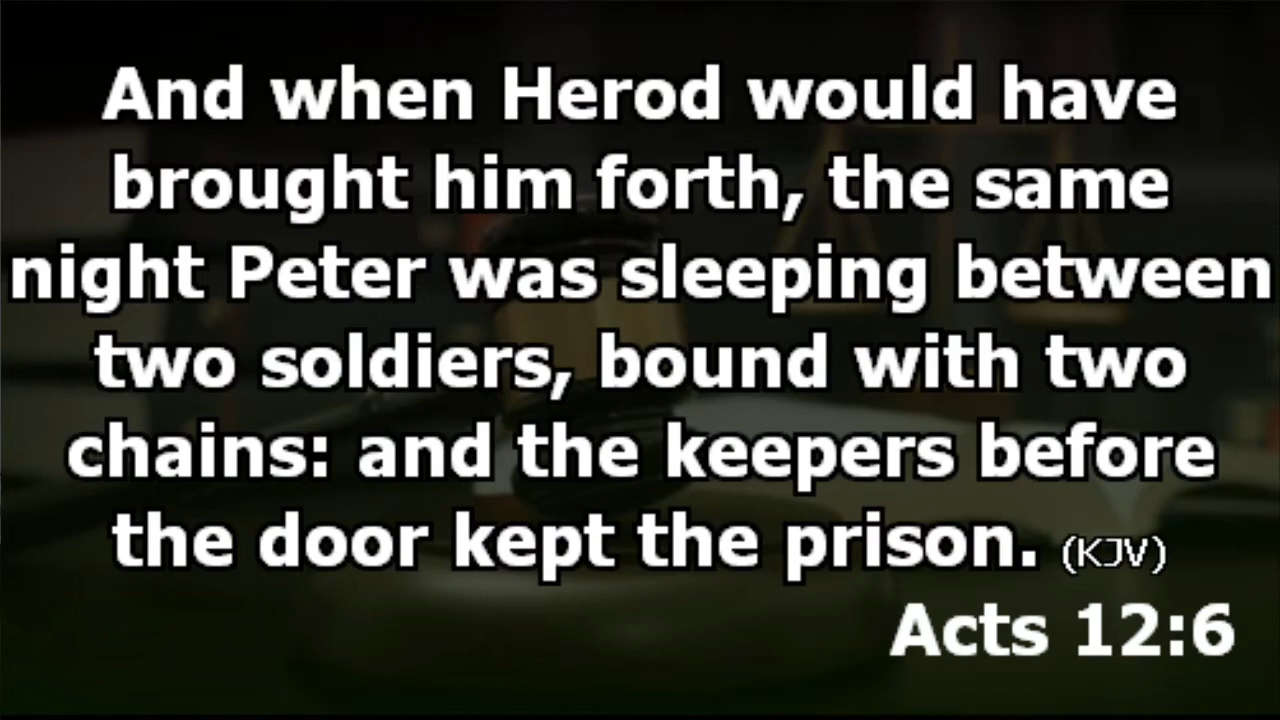 And when Herod would have
brought him forth, the same
night Peter was sleeping between
two soldiers, bound with two
chains: and the keepers before
the door kept the prison. (KJV)
Acts 12:6